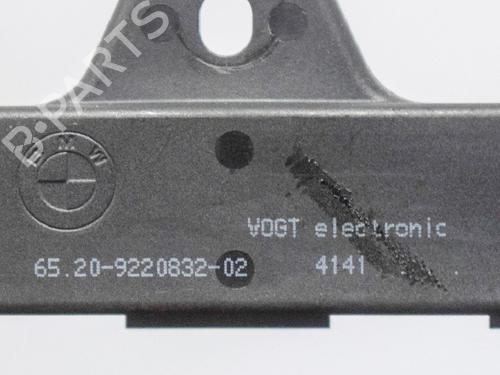 B-PARTS
BMW
VOGT electronic
65.20-9220832-02
4141